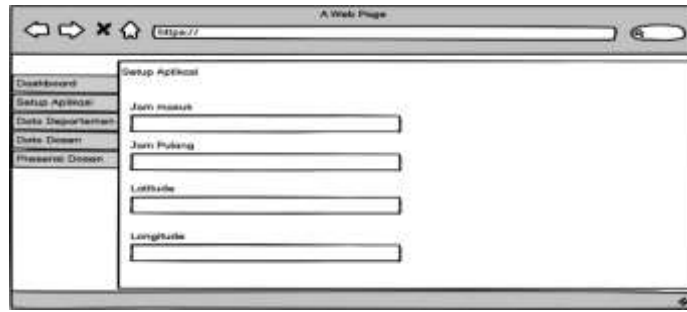 A Web Page
https://
Dashboard
Setup Aplikasi
Data Departemen
Data Dosen
Presensi Dosen
Setup Aplikasi
Jam masuk
Jam Pulang
Latitude
Longitude